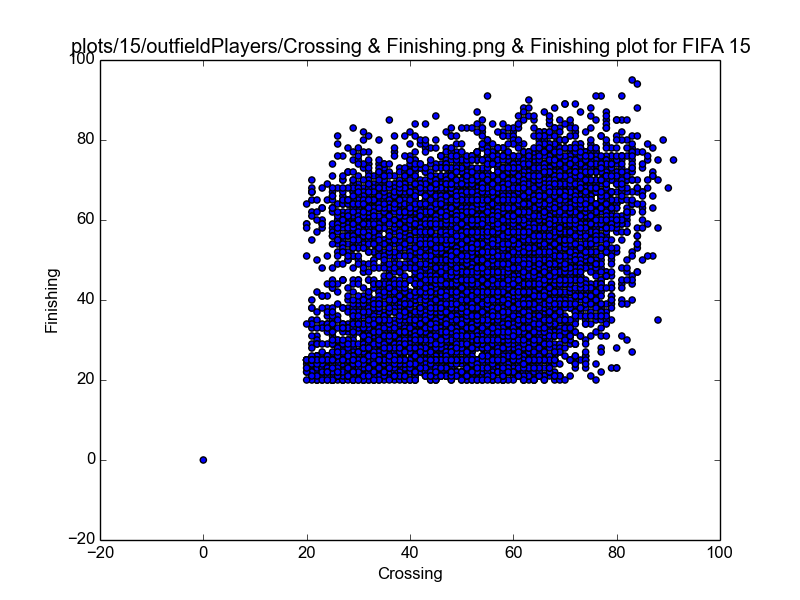 plots/15/outfieldPlayers/Crossing & Finishing.png & Finishing plot for FIFA 15
100
80
60
40
20
0
−20
Finishing
−20 0 20 40 60 80 100
Crossing